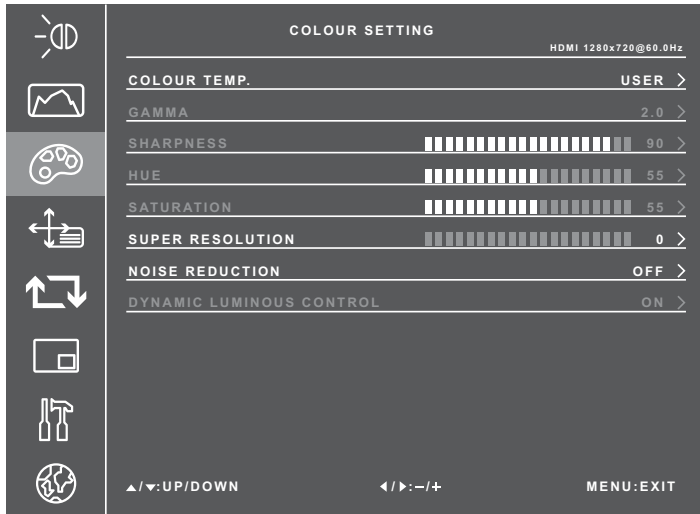 COLOUR SETTING
HDMI 1280x720@60.0Hz
COLOUR TEMP. USER >
GAMMA 2.0 >
SHARPNESS 90 >
HUE 55 >
SATURATION 55 >
SUPER RESOLUTION 0 >
NOISE REDUCTION OFF >
DYNAMIC LUMINOUS CONTROL ON >
▲/▼:UP/DOWN ◀/▶:−/+ MENU:EXIT